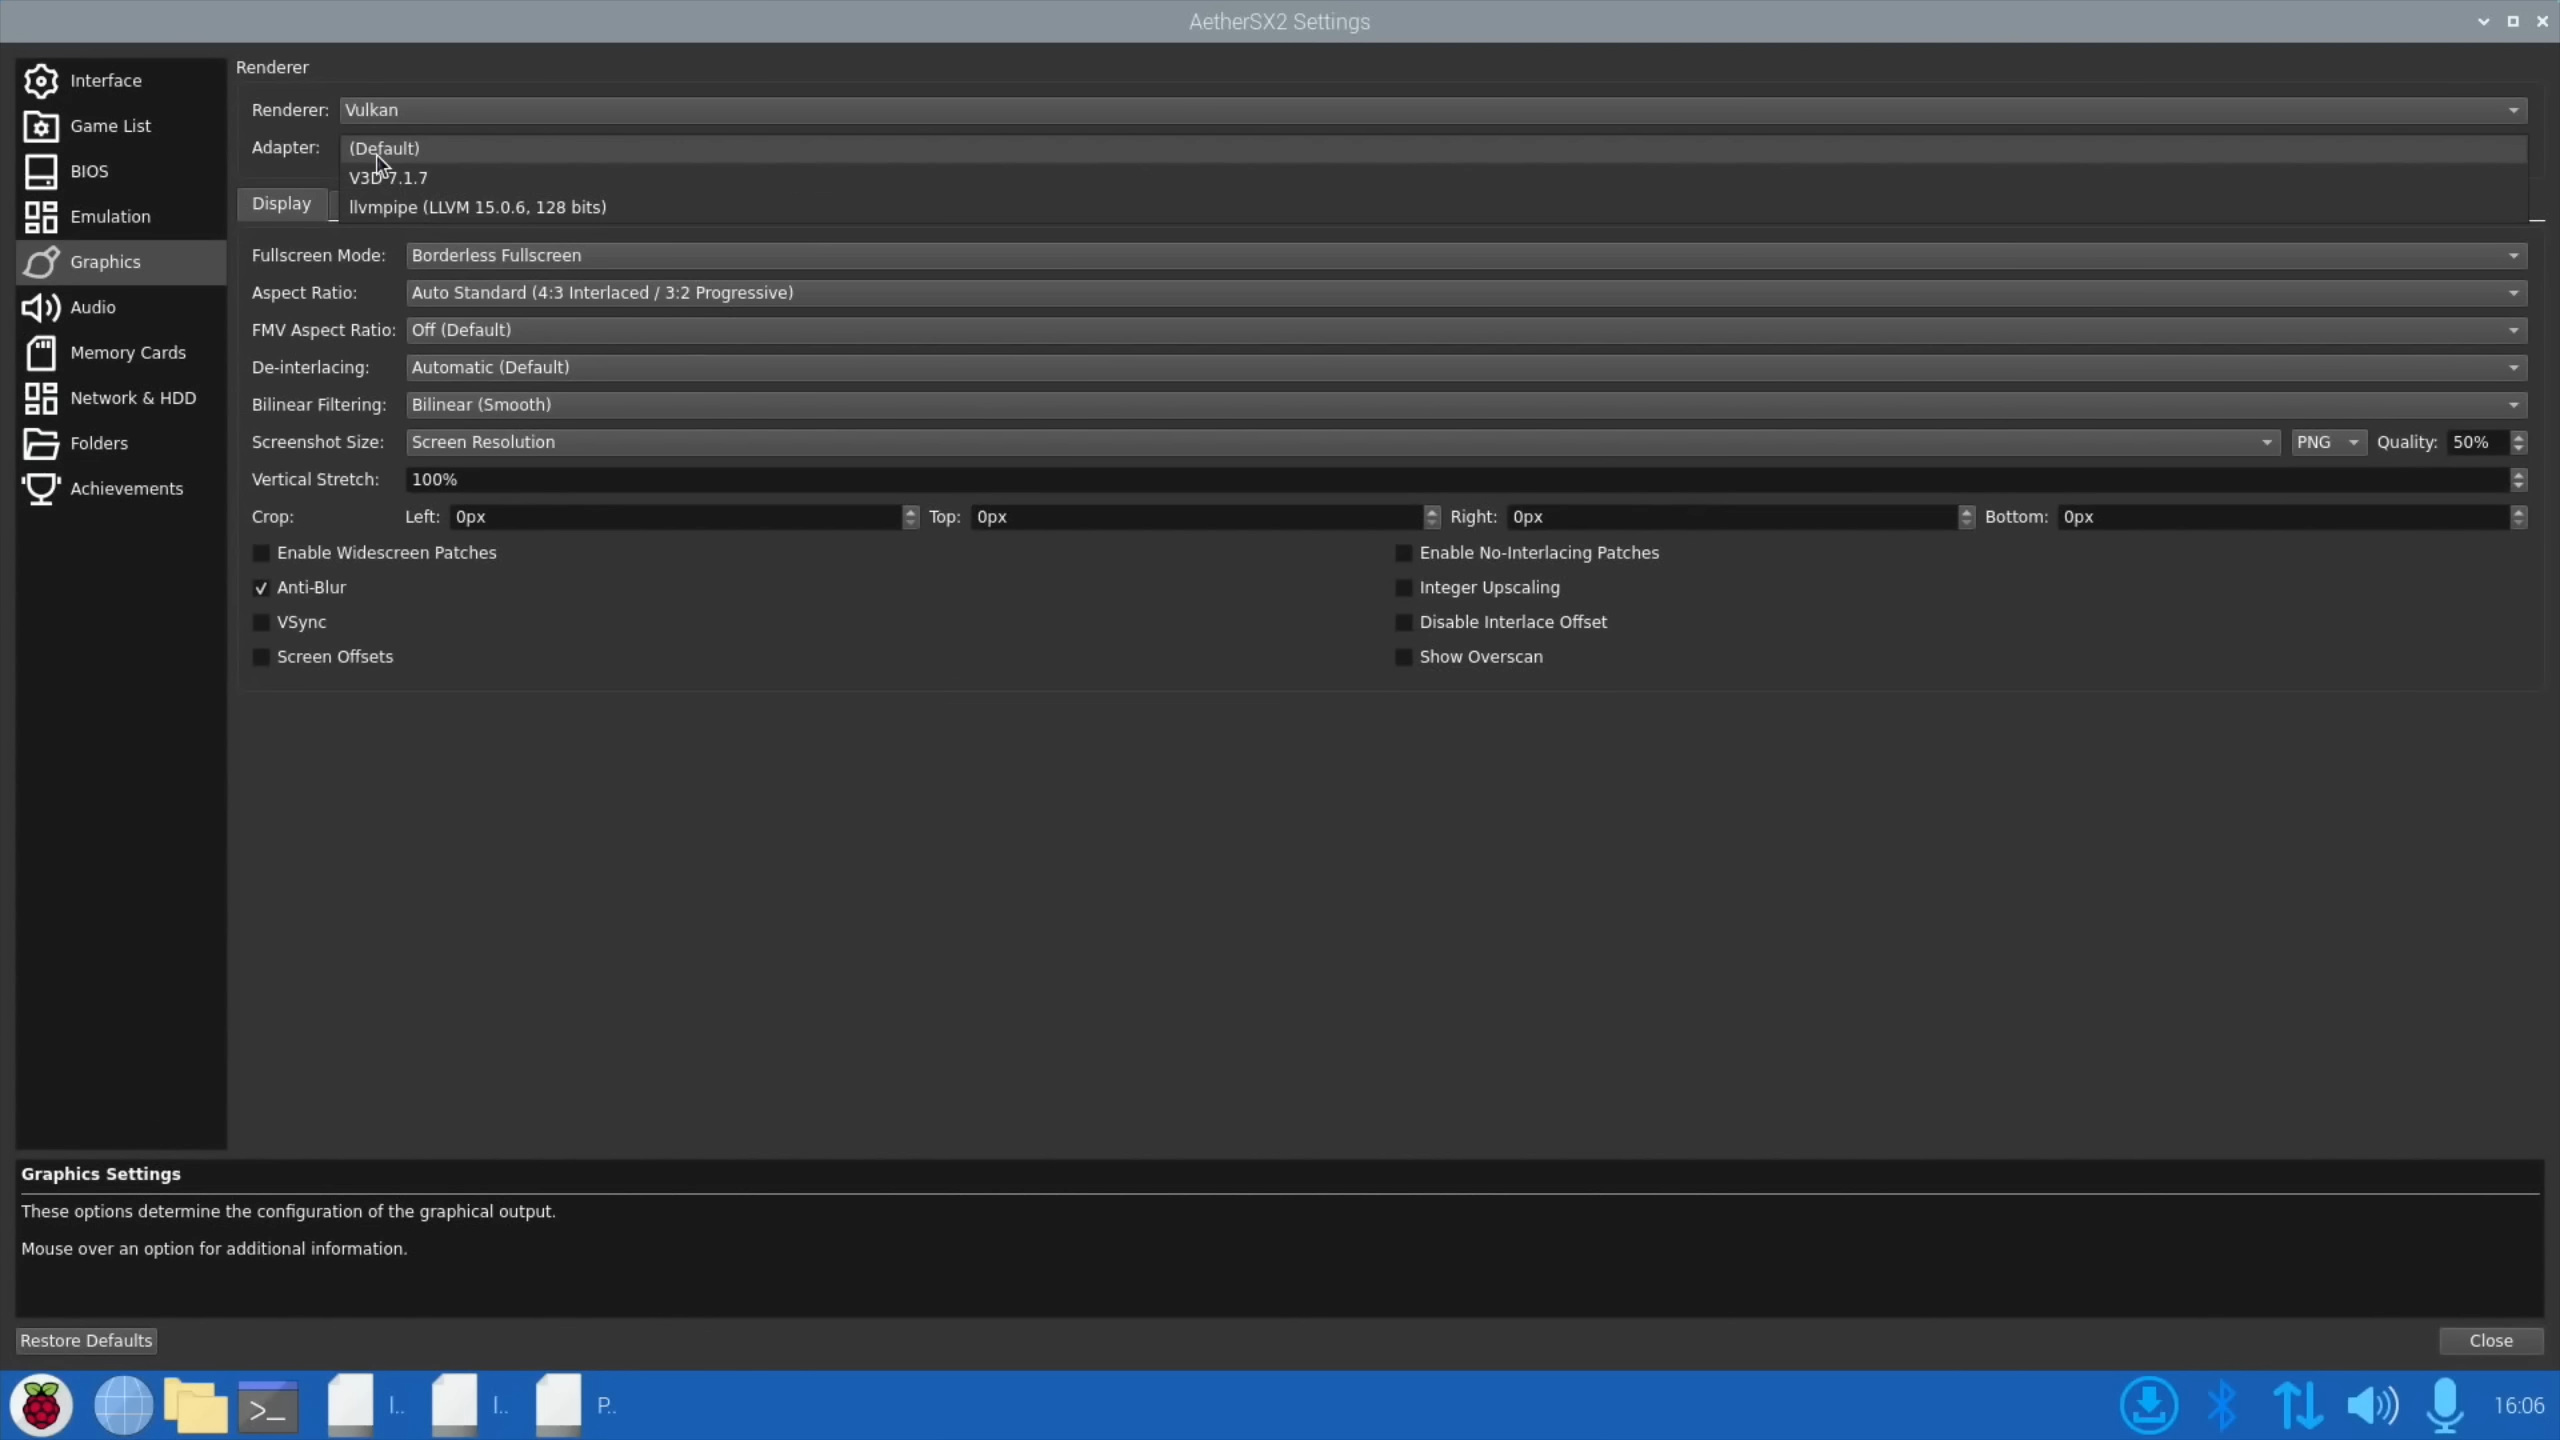 AetherSX2 Settings
Interface
Game List
BIOS
Emulation
Graphics
Audio
Memory Cards
Network & HDD
Folders
Achievements
Renderer
Renderer: Vulkan
Adapter: (Default)
V3D 7.1.7
llvmpipe (LLVM 15.0.6, 128 bits)
Display
Fullscreen Mode: Borderless Fullscreen
Aspect Ratio: Auto Standard (4:3 Interlaced / 3:2 Progressive)
FMV Aspect Ratio: Off (Default)
De-interlacing: Automatic (Default)
Bilinear Filtering: Bilinear (Smooth)
Screenshot Size: Screen Resolution PNG Quality: 50%
Vertical Stretch: 100%
Crop: Left: 0px Top: 0px Right: 0px Bottom: 0px
Enable Widescreen Patches Enable No-Interlacing Patches
Anti-Blur Integer Upscaling
VSync Disable Interlace Offset
Screen Offsets Show Overscan
Graphics Settings
These options determine the configuration of the graphical output.
Mouse over an option for additional information.
Restore Defaults Close
>_ l.. l.. P.. 16:06